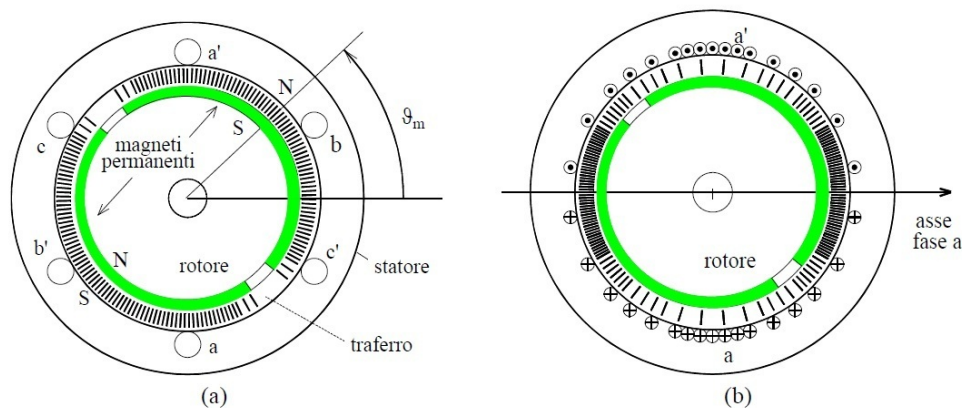 a'
N
S
ϑm
c
magneti
permanenti
b
b'
N
S
rotore
c'
statore
a
traferro
(a)
a'
asse
fase a
rotore
a
(b)